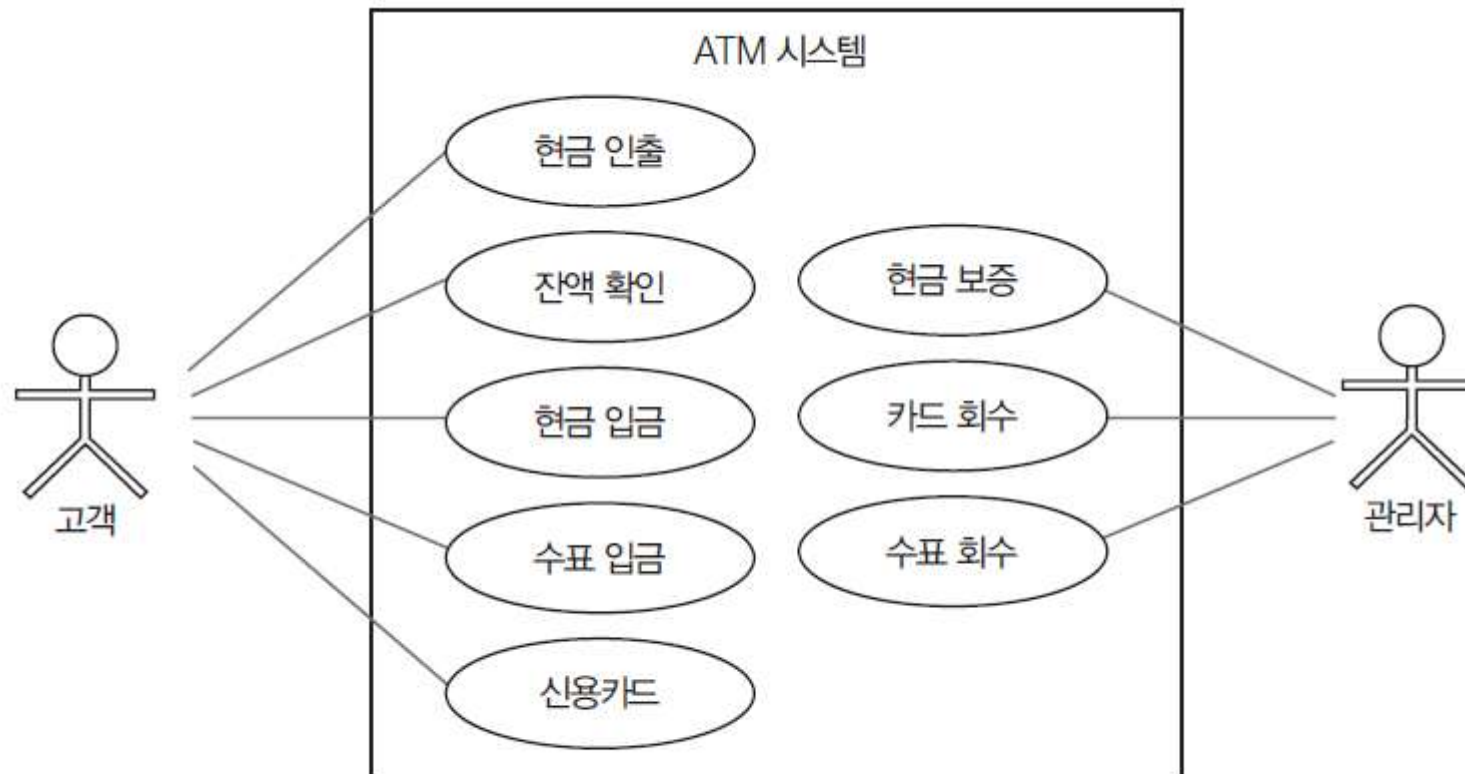 ATM 시스템
현금 인출
잔액 확인
현금 보증
현금 입금
카드 회수
고객
수표 입금
수표 회수
관리자
신용카드